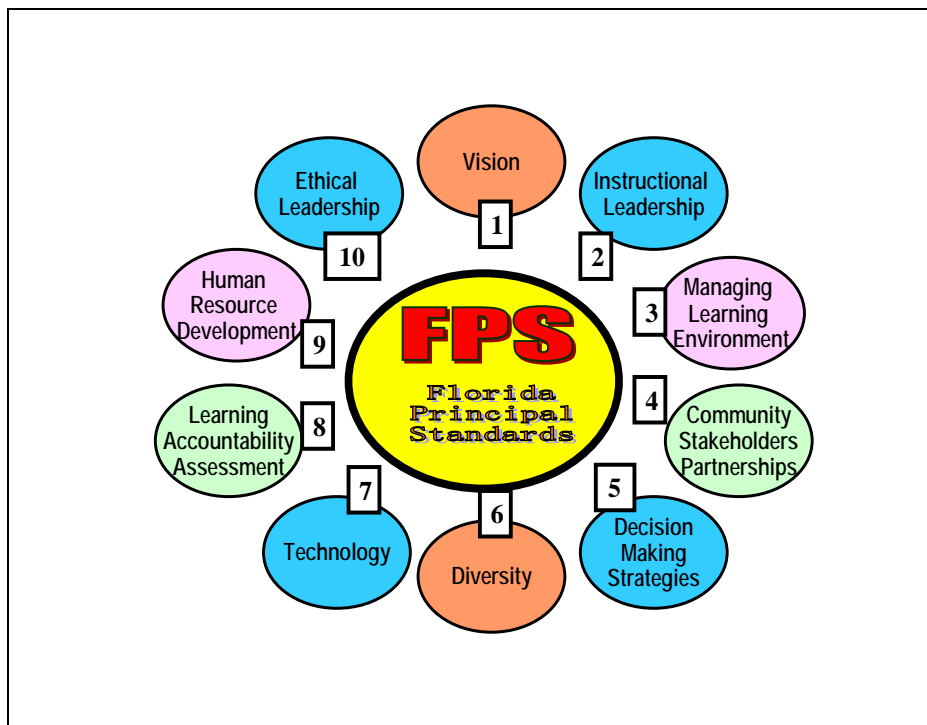 FPS
Florida
Principal
Standards
Vision
1
Instructional
Leadership
2
Managing
Learning
Environment
3
Community
Stakeholders
Partnerships
4
Decision
Making
Strategies
5
Diversity
6
Technology
7
Learning
Accountability
Assessment
8
Human
Resource
Development
9
Ethical
Leadership
10